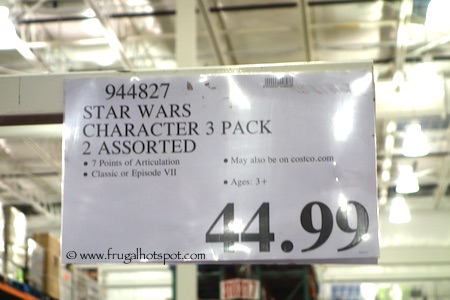 944827
STAR WARS
CHARACTER 3 PACK
2 ASSORTED
• 7 Points of Articulation
• Classic or Episode VII
• May also be on costco.com
• Ages: 3+
44.99
© www.frugalhotspot.com